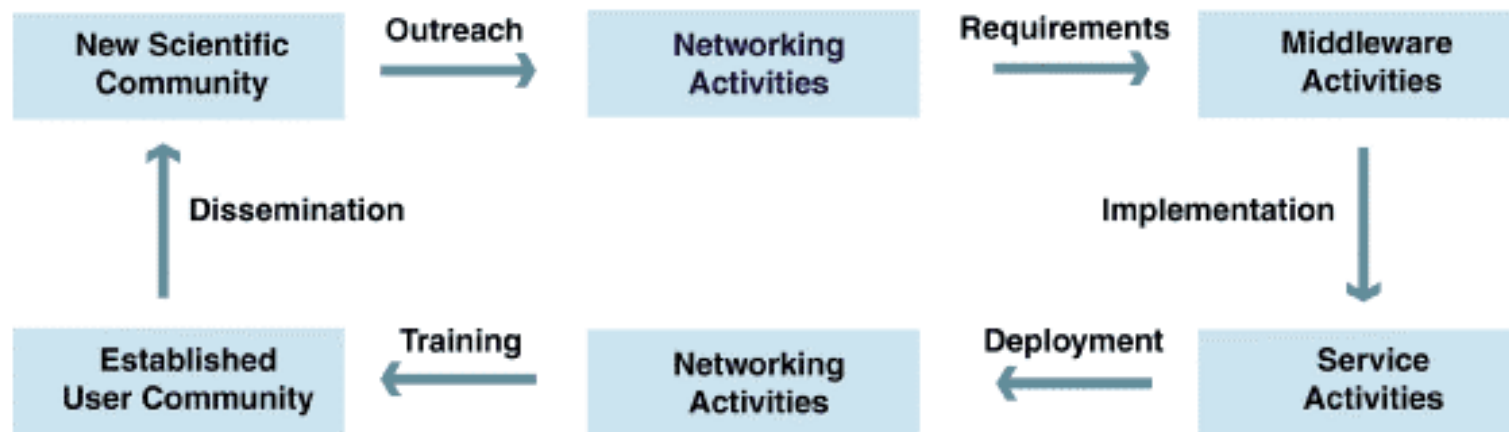 New Scientific
Community
Outreach
Networking
Activities
Requirements
Middleware
Activities
Dissemination
Implementation
Established
User Community
Training
Networking
Activities
Deployment
Service
Activities